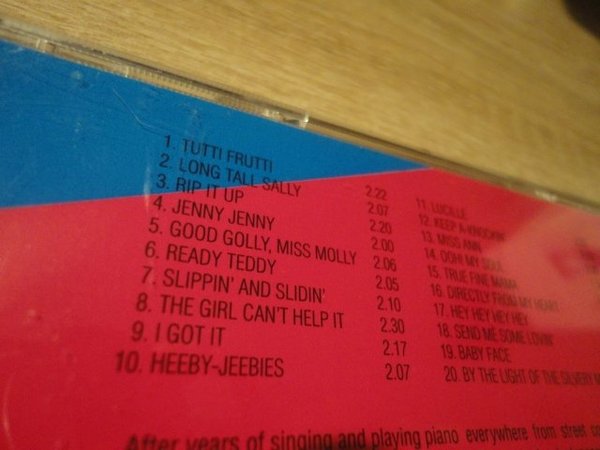 1. TUTTI FRUTTI 2.22
2. LONG TALL SALLY 2.07
3. RIP IT UP 2.20
4. JENNY JENNY 2.00
5. GOOD GOLLY, MISS MOLLY 2.06
6. READY TEDDY 2.05
7. SLIPPIN' AND SLIDIN' 2.10
8. THE GIRL CAN'T HELP IT 2.30
9. I GOT IT 2.17
10. HEEBY-JEEBIES 2.07
11. LUCILLE
12. KEEP A-KNOCKIN'
13. MISS ANN
14. OOH! MY SOUL
15. TRUE FINE MAMA
16. DIRECTLY FROM MY HEART
17. HEY HEY HEY HEY
18. SEND ME SOME LOVIN'
19. BABY FACE
20. BY THE LIGHT OF THE SILVERY
After years of singing and playing piano everywhere from street